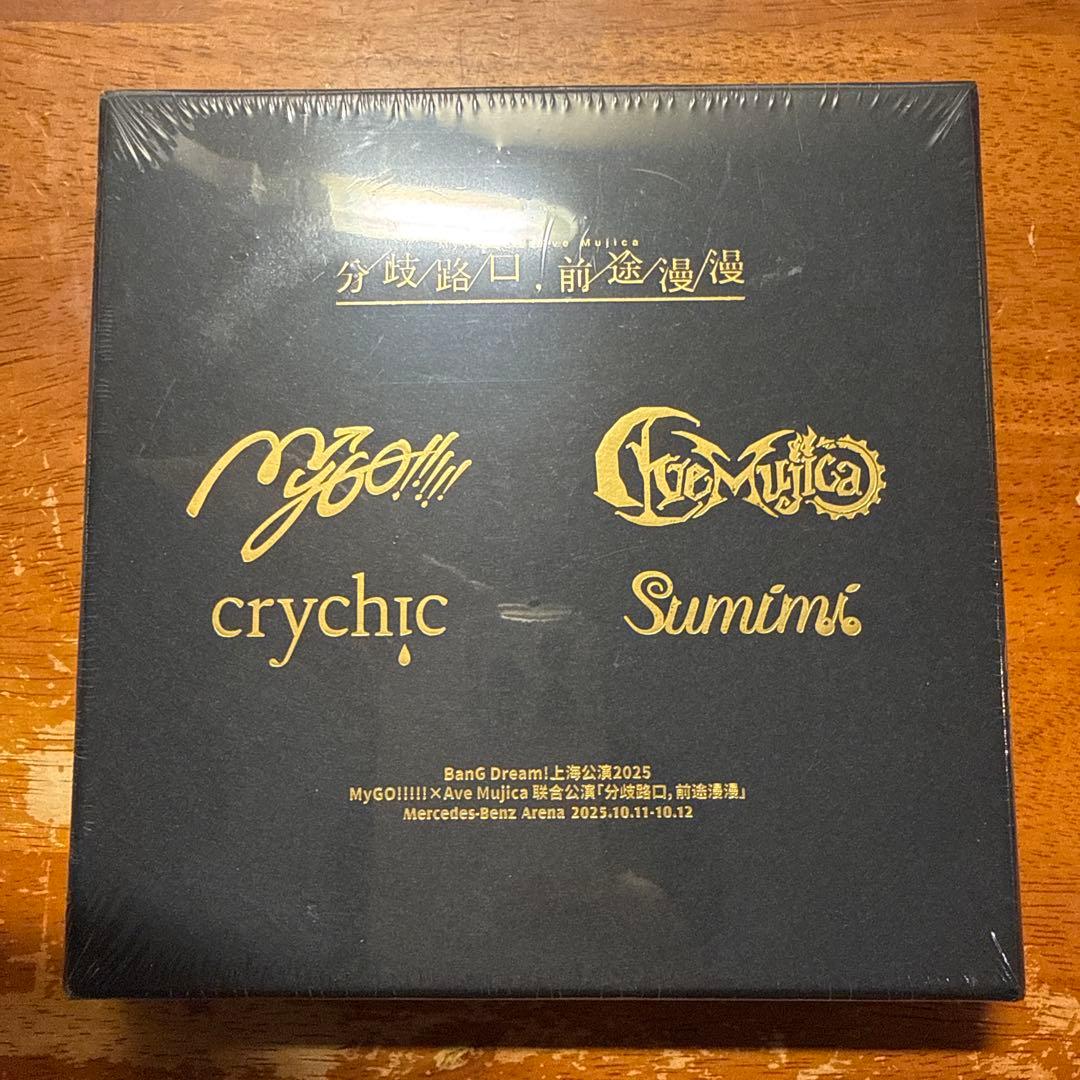 Mujica
分歧路口，前途漫漫
MyGO!!!!!
Ave Mujica
crychic
Sumimi
BanG Dream!上海公演2025
MyGO!!!!!×Ave Mujica 联合公演「分歧路口，前途漫漫」
Mercedes-Benz Arena 2025.10.11-10.12